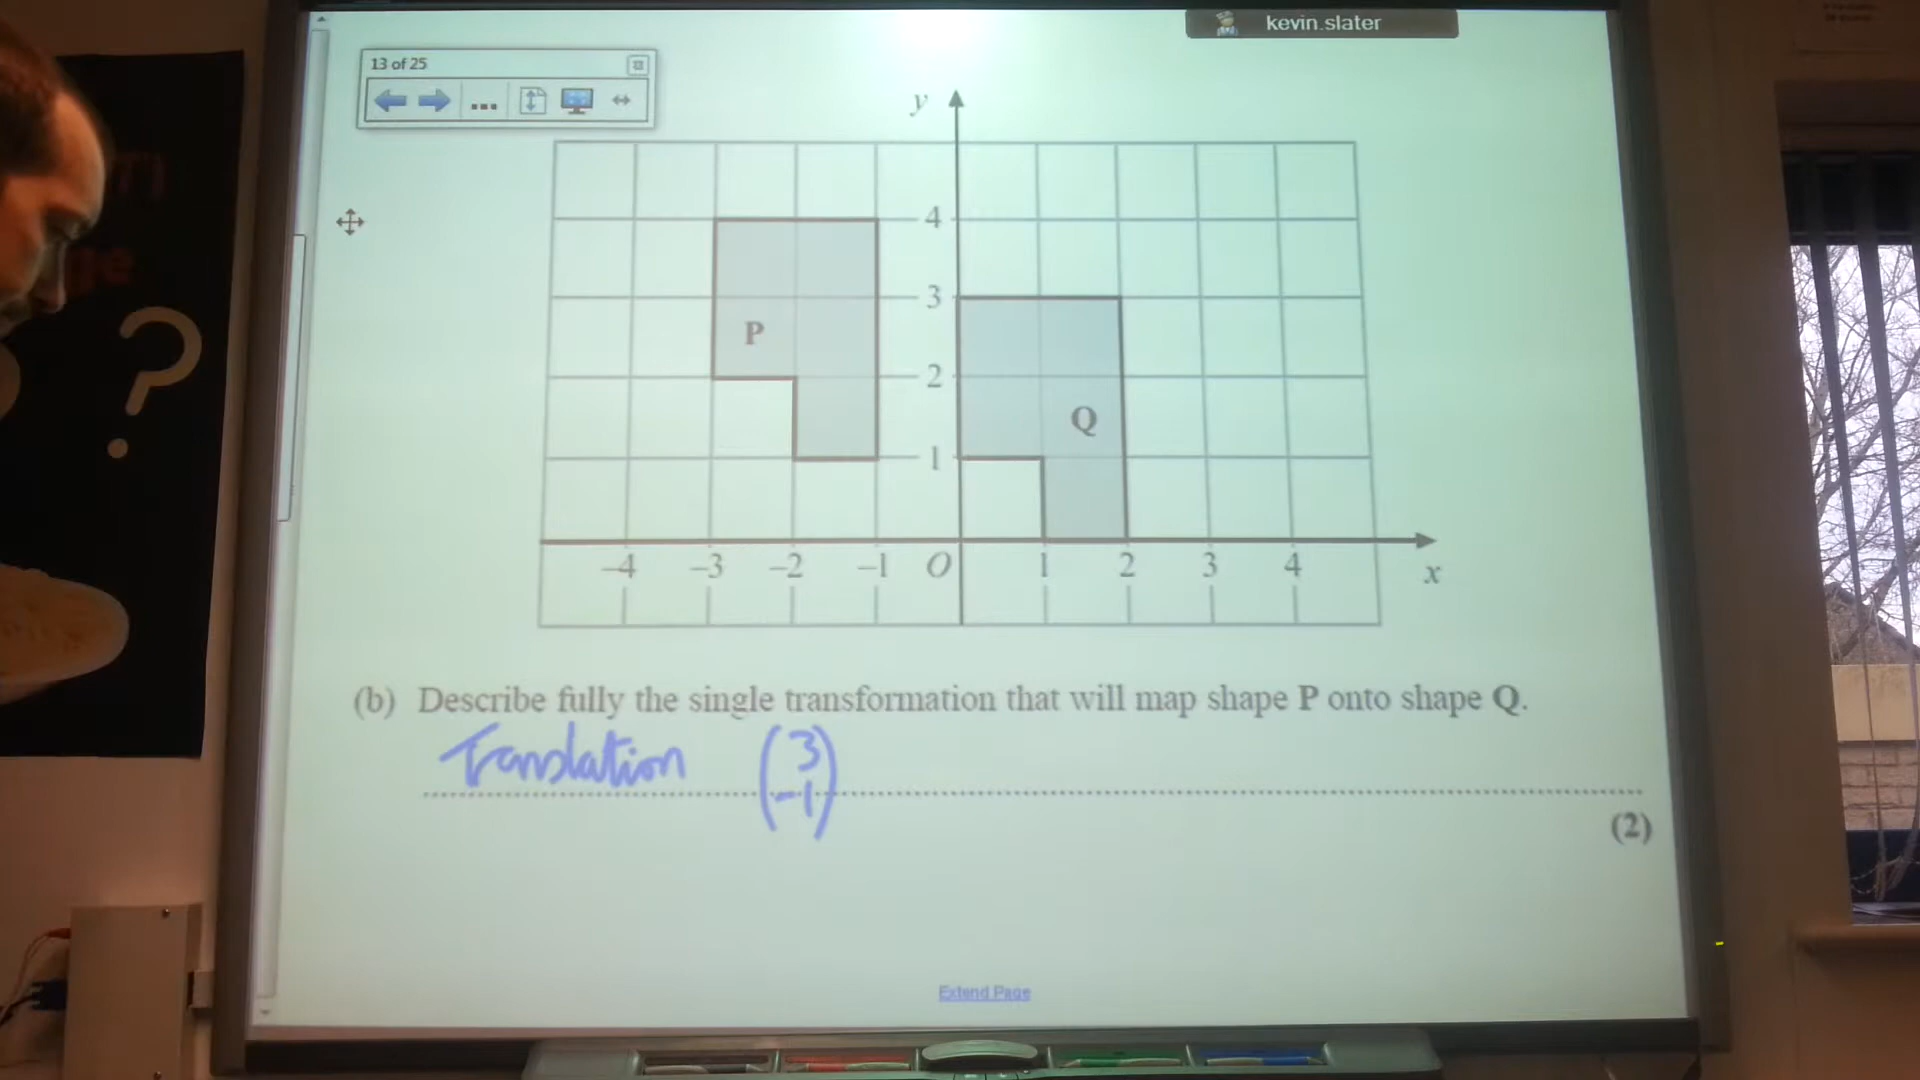 kevin.slater
13 of 25
y
4
3
P
2
Q
1
–4 –3 –2 –1 O 1 2 3 4
x
(b) Describe fully the single transformation that will map shape P onto shape Q.
Translation (3
-1)
(2)
Extend Page
?